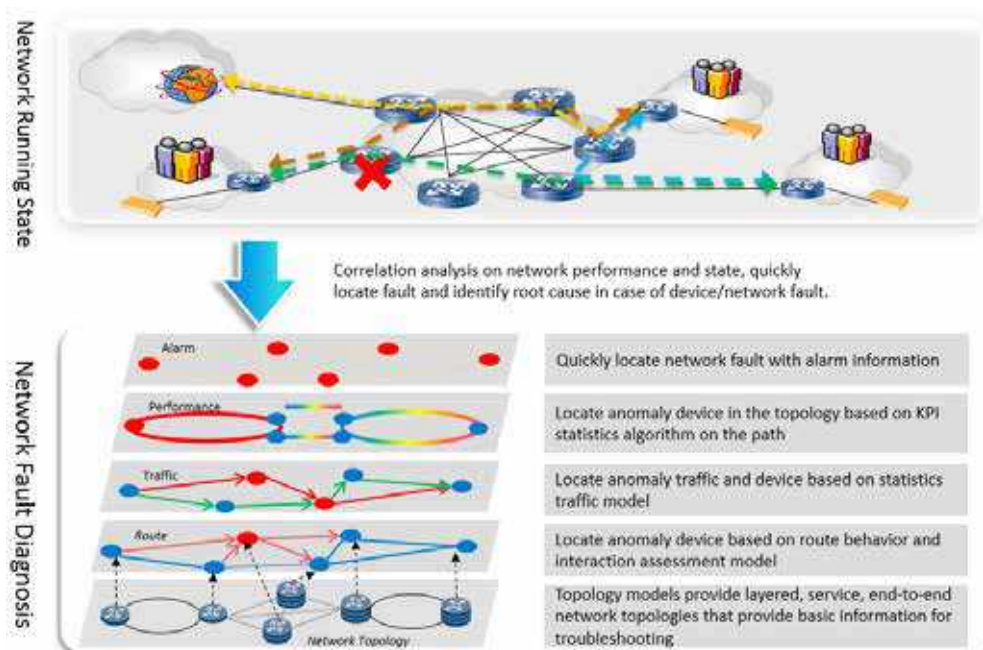 Network Running State
Correlation analysis on network performance and state, quickly
locate fault and identify root cause in case of device/network fault.
Network Fault Diagnosis
Alarm
Quickly locate network fault with alarm information
Performance
Locate anomaly device in the topology based on KPI
statistics algorithm on the path
Traffic
Locate anomaly traffic and device based on statistics
traffic model
Route
Locate anomaly device based on route behavior and
interaction assessment model
Network Topology
Topology models provide layered, service, end-to-end
network topologies that provide basic information for
troubleshooting